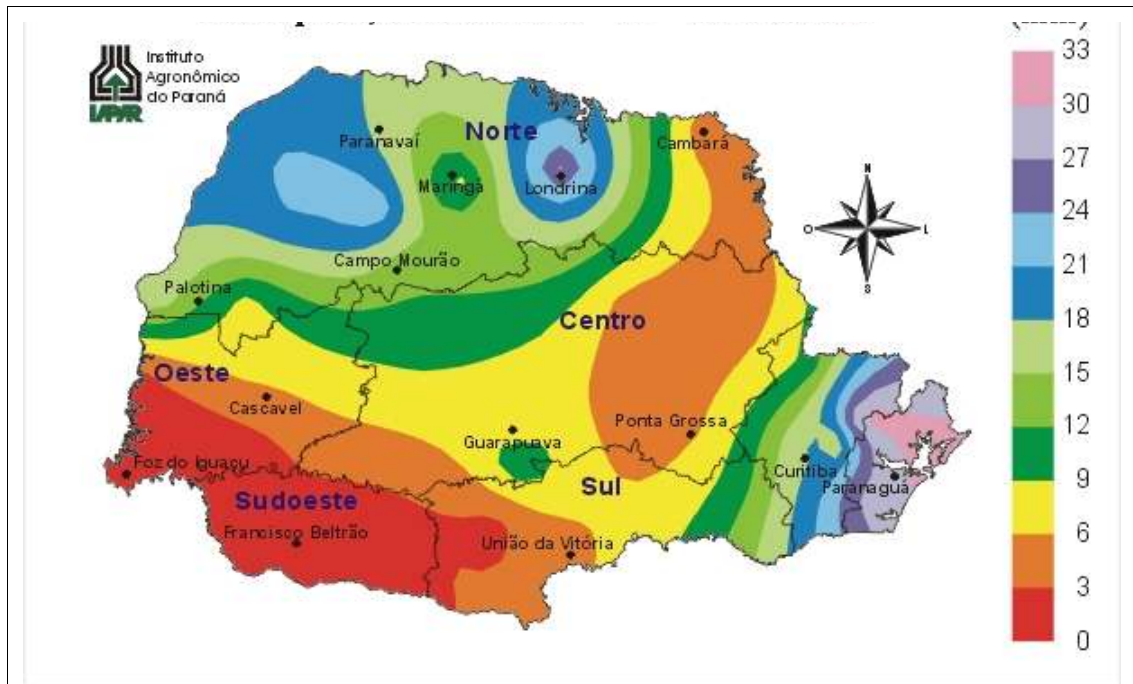 Instituto
Agronômico
do Paraná
IAPAR
Norte
Paranavaí
Cambará
Maringá
Londrina
Campo Mourão
Palotina
Centro
Oeste
Cascavel
Ponta Grossa
Guarapuava
Foz do Iguaçu
Sul
Curitiba
Paranaguá
Sudoeste
Francisco Beltrão
União da Vitória
N
O
L
S
33
30
27
24
21
18
15
12
9
6
3
0